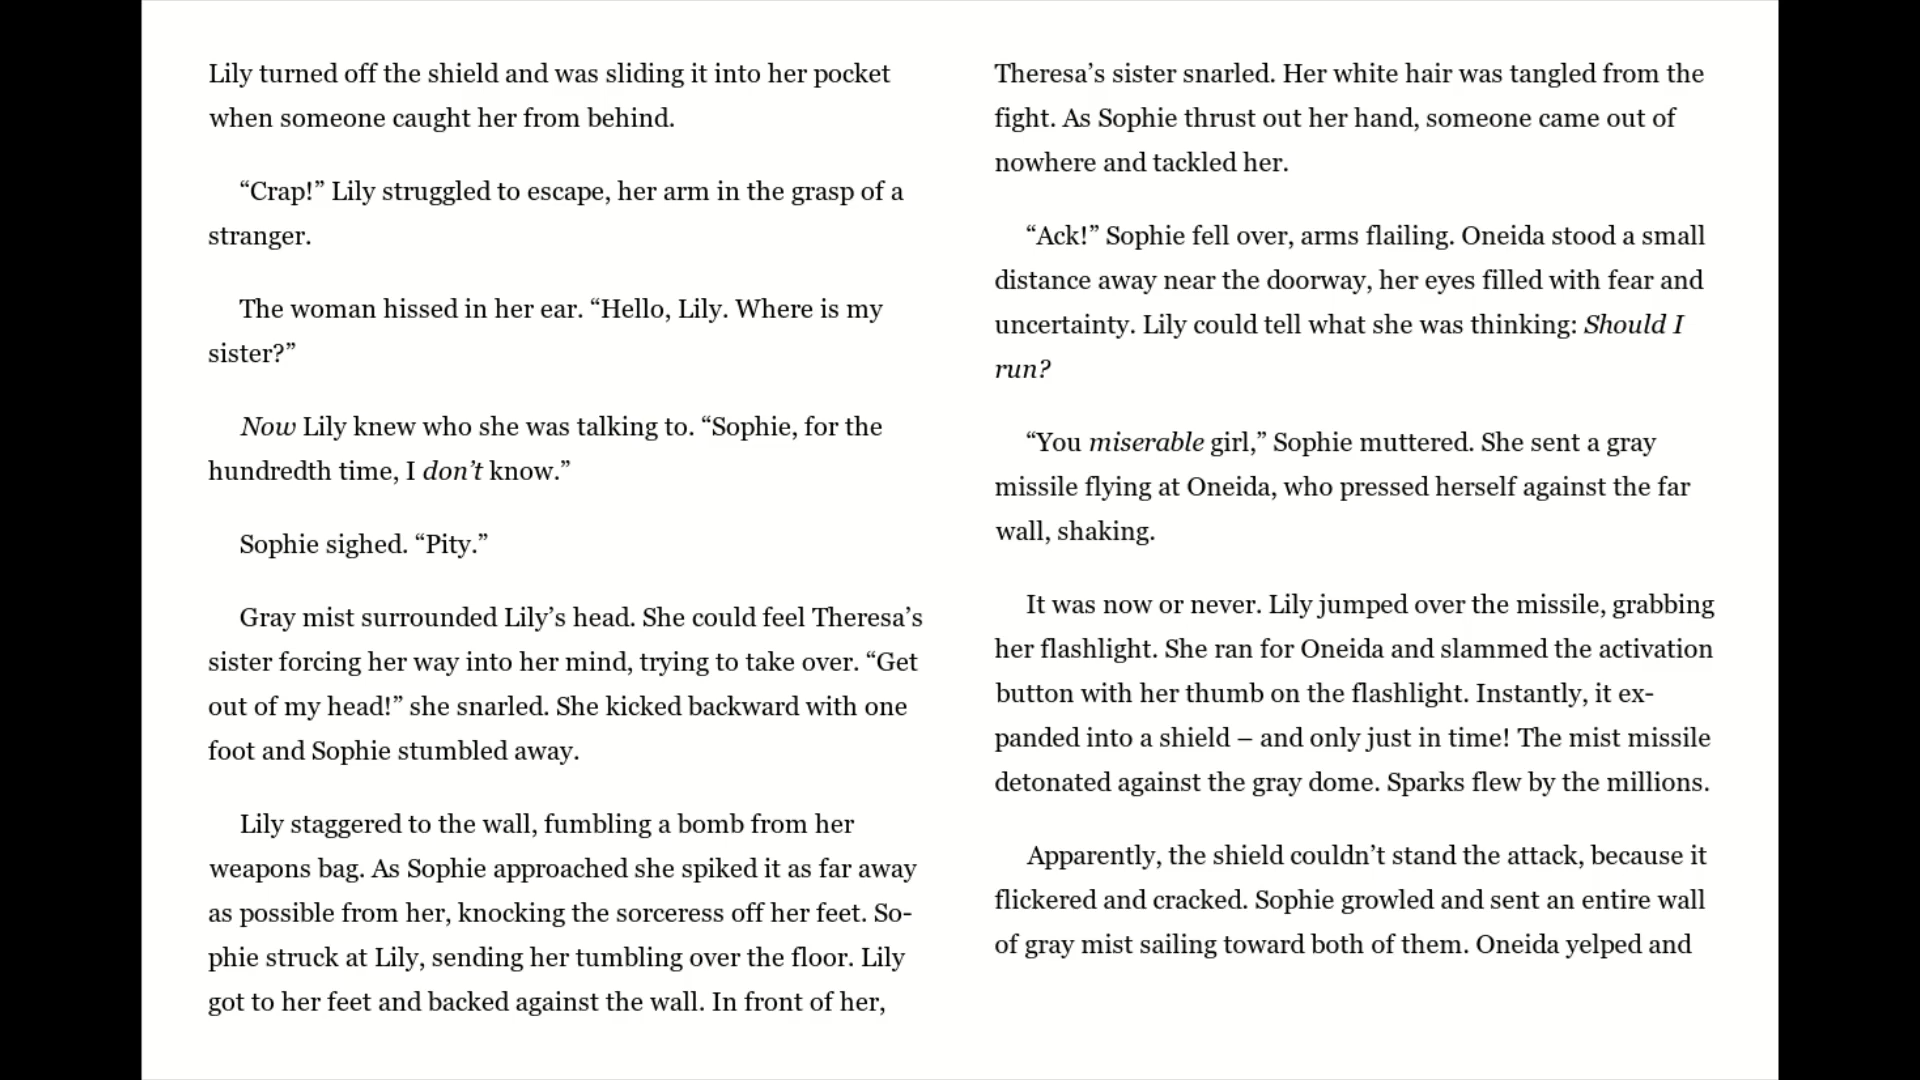 Lily turned off the shield and was sliding it into her pocket
when someone caught her from behind.
“Crap!” Lily struggled to escape, her arm in the grasp of a
stranger.
The woman hissed in her ear. “Hello, Lily. Where is my
sister?”
Now Lily knew who she was talking to. “Sophie, for the
hundredth time, I don’t know.”
Sophie sighed. “Pity.”
Gray mist surrounded Lily’s head. She could feel Theresa’s
sister forcing her way into her mind, trying to take over. “Get
out of my head!” she snarled. She kicked backward with one
foot and Sophie stumbled away.
Lily staggered to the wall, fumbling a bomb from her
weapons bag. As Sophie approached she spiked it as far away
as possible from her, knocking the sorceress off her feet. So-
phie struck at Lily, sending her tumbling over the floor. Lily
got to her feet and backed against the wall. In front of her,
Theresa’s sister snarled. Her white hair was tangled from the
fight. As Sophie thrust out her hand, someone came out of
nowhere and tackled her.
“Ack!” Sophie fell over, arms flailing. Oneida stood a small
distance away near the doorway, her eyes filled with fear and
uncertainty. Lily could tell what she was thinking: Should I
run?
“You miserable girl,” Sophie muttered. She sent a gray
missile flying at Oneida, who pressed herself against the far
wall, shaking.
It was now or never. Lily jumped over the missile, grabbing
her flashlight. She ran for Oneida and slammed the activation
button with her thumb on the flashlight. Instantly, it ex-
panded into a shield – and only just in time! The mist missile
detonated against the gray dome. Sparks flew by the millions.
Apparently, the shield couldn’t stand the attack, because it
flickered and cracked. Sophie growled and sent an entire wall
of gray mist sailing toward both of them. Oneida yelped and